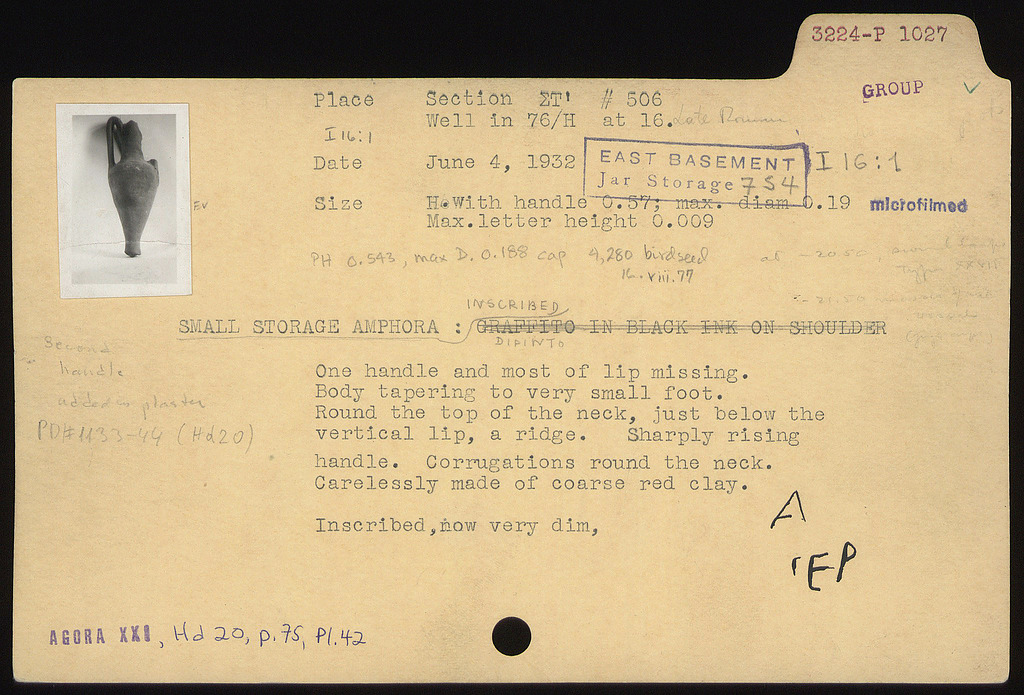 3224-P 1027
GROUP ✓
Place Section ΣΤ' # 506
Well in 76/H at 16. Late Roman
I 16:1
Date June 4, 1932
EAST BASEMENT
Jar Storage 7 S 4
I 16:1
Size H. With handle 0.57; max. diam 0.19 microfilmed
EV
Max. letter height 0.009
PH 0.543, max D. 0.188 cap 4,280 birdseed
16.viii.77
INSCRIBED
SMALL STORAGE AMPHORA : GRAFFITO IN BLACK INK ON SHOULDER
DIPINTO
Second
handle
added in plaster
PD#1133-44 (Hd20)
One handle and most of lip missing.
Body tapering to very small foot.
Round the top of the neck, just below the
vertical lip, a ridge. Sharply rising
handle. Corrugations round the neck.
Carelessly made of coarse red clay.
Inscribed, now very dim,
A
'EP
AGORA XXI, Hd 20, p.75, Pl.42